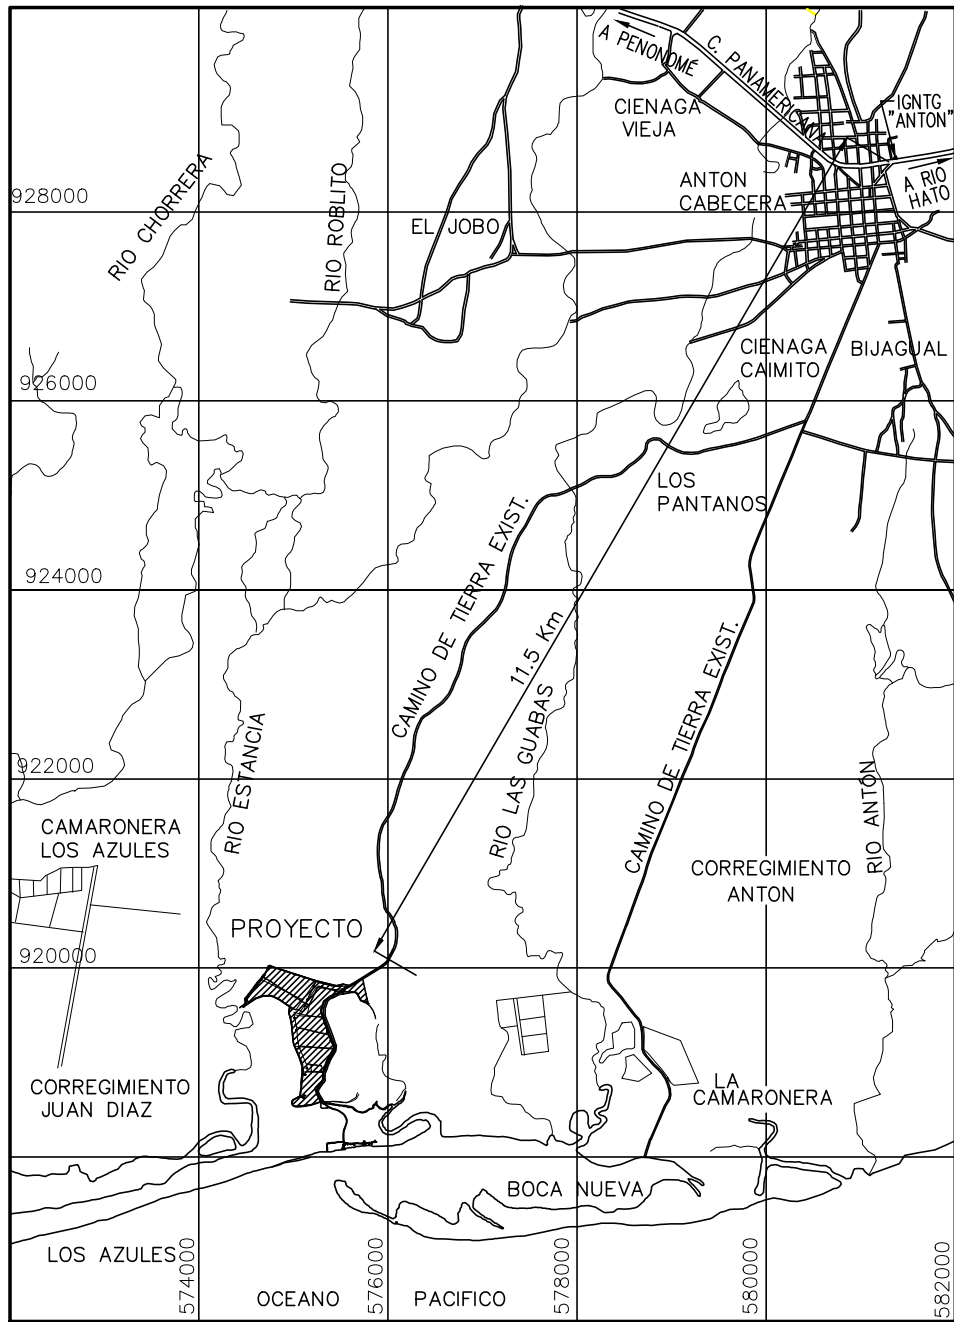 A PENONOMÉ
C. PANAMERICANA
CIENAGA
VIEJA
IGNTG
"ANTON"
A RIO
HATO
ANTON
CABECERA
928000
RIO CHORRERA
RIO ROBLITO
EL JOBO
CIENAGA
CAIMITO
BIJAGUAL
926000
LOS
PANTANOS
CAMINO DE TIERRA EXIST.
924000
11.5 Km
CAMINO DE TIERRA EXIST.
RIO ESTANCIA
RIO LAS GUABAS
RIO ANTÓN
922000
CAMARONERA
LOS AZULES
CORREGIMIENTO
ANTON
PROYECTO
920000
CORREGIMIENTO
JUAN DIAZ
LA
CAMARONERA
BOCA NUEVA
LOS AZULES
574000
576000
578000
580000
582000
OCEANO PACIFICO